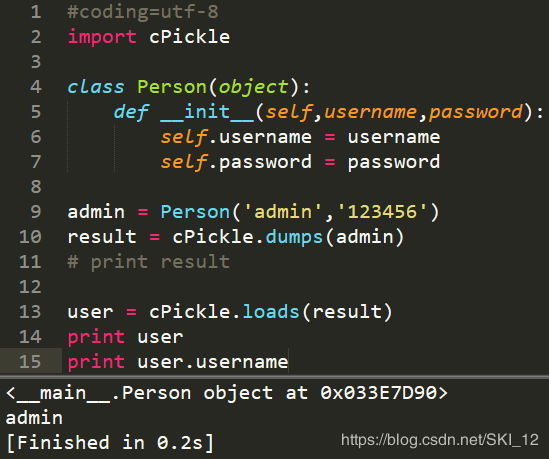 1 #coding=utf-8
2 import cPickle
3
4 class Person(object):
5     def __init__(self,username,password):
6         self.username = username
7         self.password = password
8
9 admin = Person('admin','123456')
10 result = cPickle.dumps(admin)
11 # print result
12
13 user = cPickle.loads(result)
14 print user
15 print user.username
<__main__.Person object at 0x033E7D90>
admin
[Finished in 0.2s]
https://blog.csdn.net/SKI_12